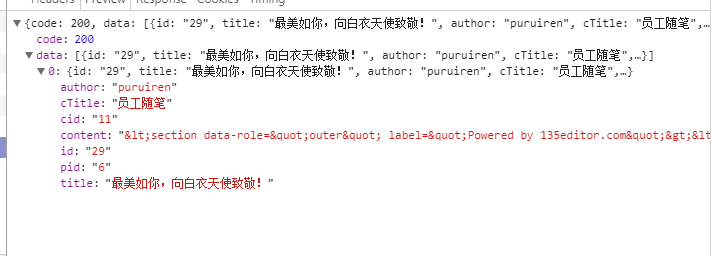 Headers Preview Response Cookies Timing
▼{code: 200, data: [{id: "29", title: "最美如你，向白衣天使致敬！", author: "puruiren", cTitle: "员工随笔",…
code: 200
▼data: [{id: "29", title: "最美如你，向白衣天使致敬！", author: "puruiren", cTitle: "员工随笔",…}]
▼0: {id: "29", title: "最美如你，向白衣天使致敬！", author: "puruiren", cTitle: "员工随笔",…}
author: "puruiren"
cTitle: "员工随笔"
cid: "11"
content: "&lt;section data-role=&quot;outer&quot; label=&quot;Powered by 135editor.com&quot;&gt;&lt
id: "29"
pid: "6"
title: "最美如你，向白衣天使致敬！"